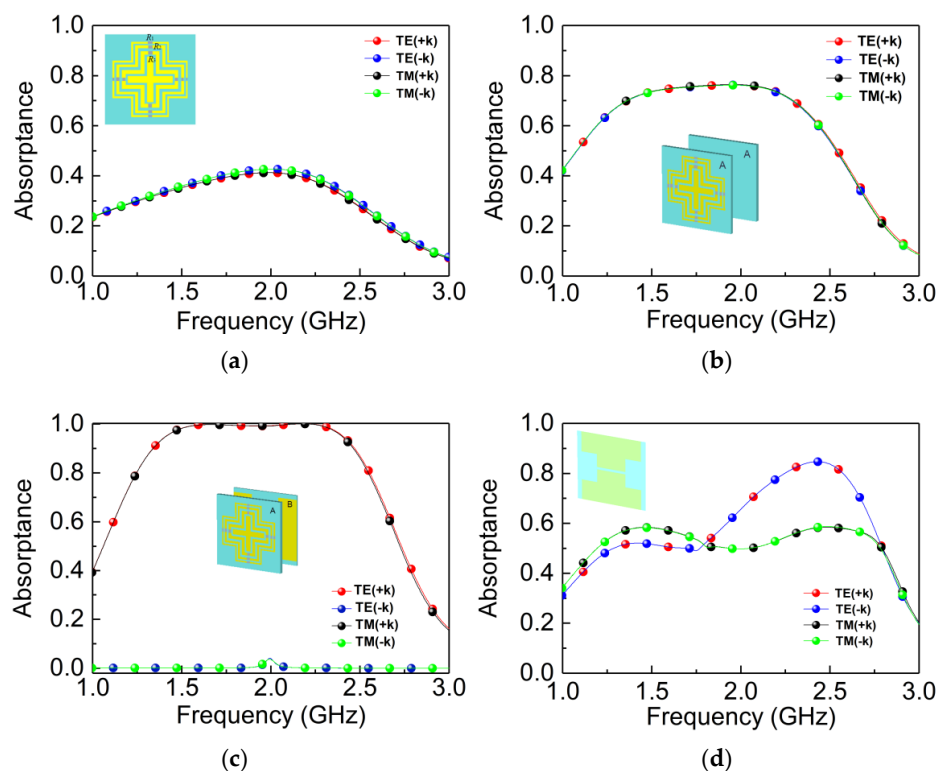 1.0
0.8
0.6
0.4
0.2
0.0
Absorptance
R1
R2
R3
TE(+k)
TE(-k)
TM(+k)
TM(-k)
1.0 1.5 2.0 2.5 3.0
Frequency (GHz)
(a)
1.0
0.8
0.6
0.4
0.2
0.0
Absorptance
TE(+k)
TE(-k)
TM(+k)
TM(-k)
A
A
1.0 1.5 2.0 2.5 3.0
Frequency (GHz)
(b)
1.0
0.8
0.6
0.4
0.2
0.0
Absorptance
A
B
TE(+k)
TE(-k)
TM(+k)
TM(-k)
1.0 1.5 2.0 2.5 3.0
Frequency (GHz)
(c)
1.0
0.8
0.6
0.4
0.2
0.0
Absorptance
TE(+k)
TE(-k)
TM(+k)
TM(-k)
1.0 1.5 2.0 2.5 3.0
Frequency (GHz)
(d)